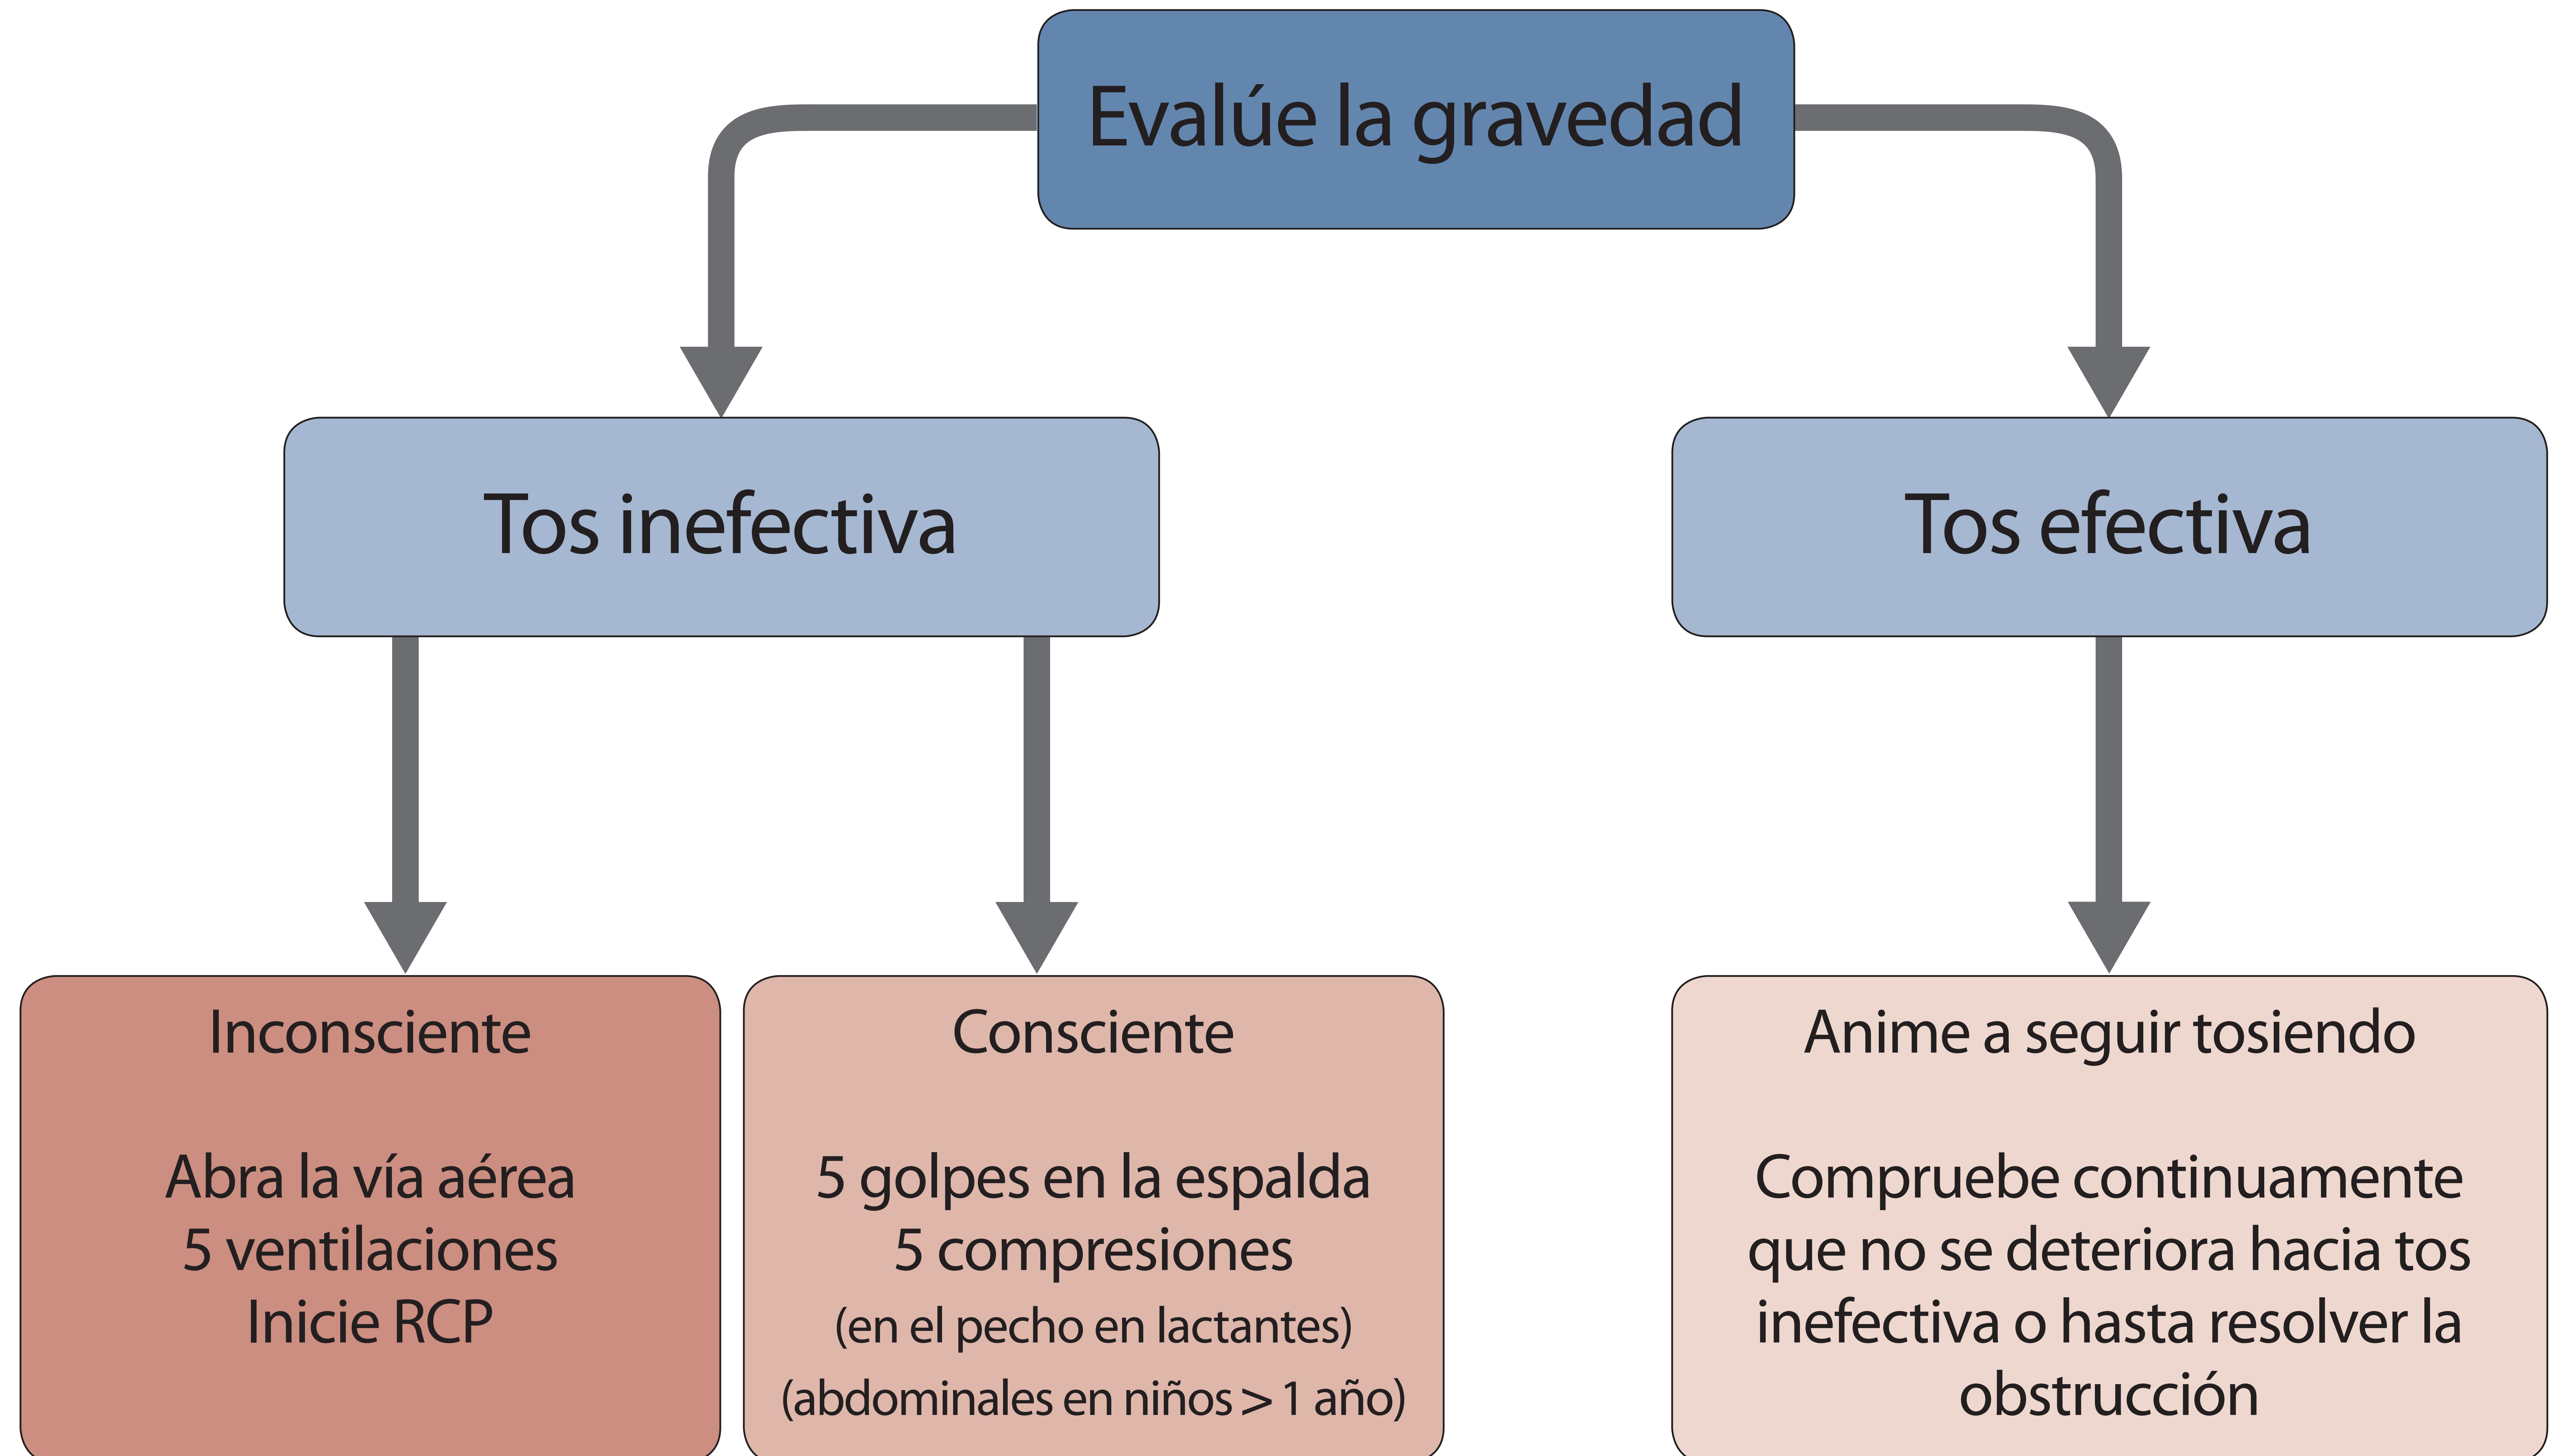 Evalúe la gravedad
Tos inefectiva
Tos efectiva
Inconsciente
Abra la vía aérea
5 ventilaciones
Inicie RCP
Consciente
5 golpes en la espalda
5 compresiones
(en el pecho en lactantes)
(abdominales en niños > 1 año)
Anime a seguir tosiendo
Compruebe continuamente
que no se deteriora hacia tos
inefectiva o hasta resolver la
obstrucción